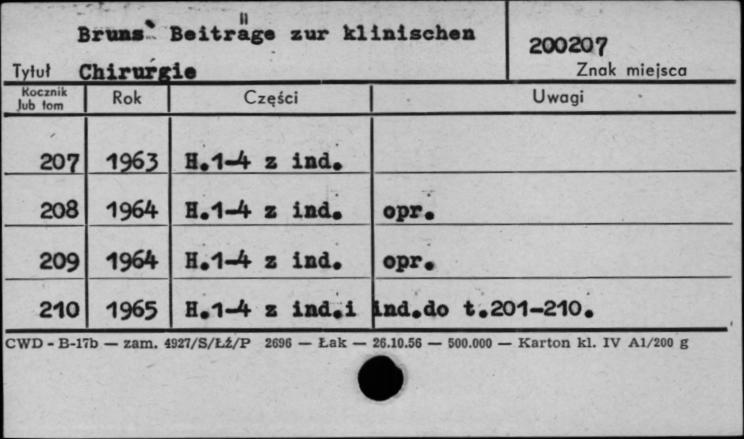 Bruns` Beiträge zur klinischen
200207
Tytuł Chirurgie Znak miejsca
Rocznik lub tom Rok Części Uwagi
207 1963 H.1-4 z ind.
208 1964 H.1-4 z ind. opr.
209 1964 H.1-4 z ind. opr.
210 1965 H.1-4 z ind.i ind.do t.201-210.
CWD - B-17b — zam. 4927/S/ŁŹ/P 2696 — Łak — 26.10.56 — 500.000 — Karton kl. IV A1/200 g